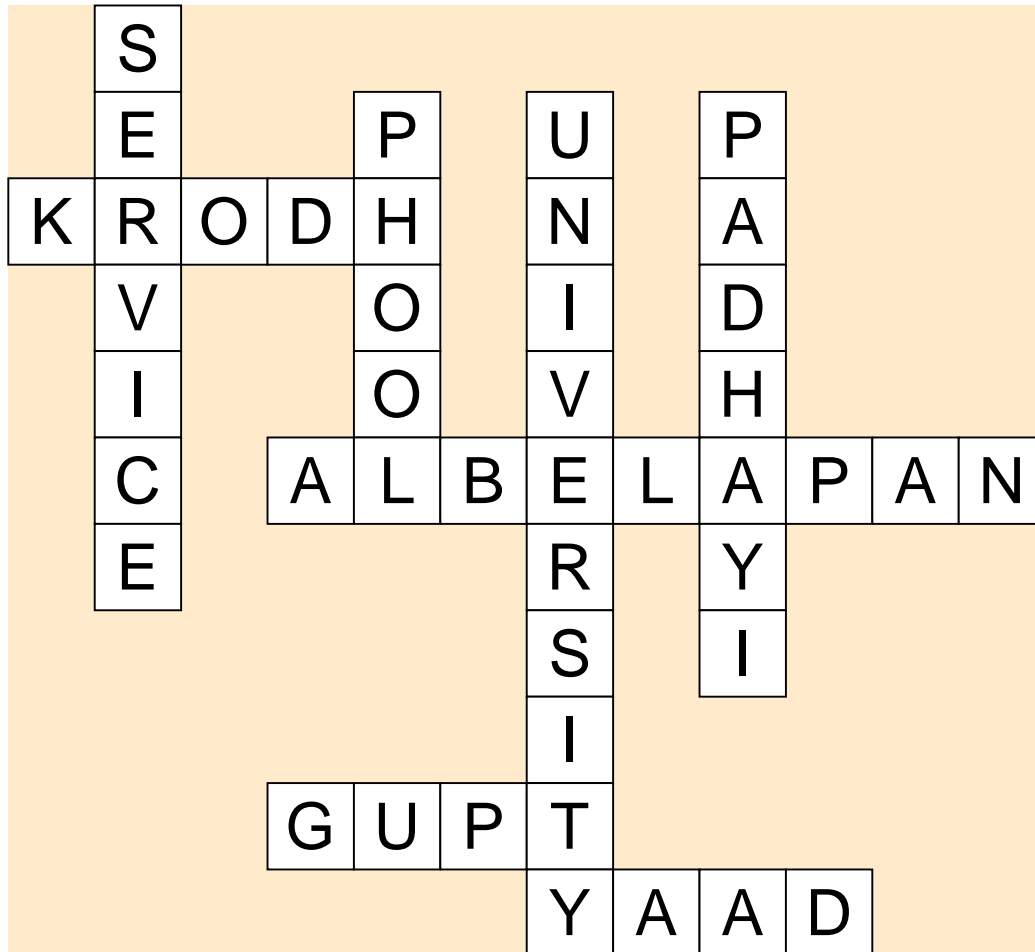 S
E P U P
KRODH N A
V O I D
I O V H
C ALBELAPAN
E R Y
S I
I
GUPT
YAAD